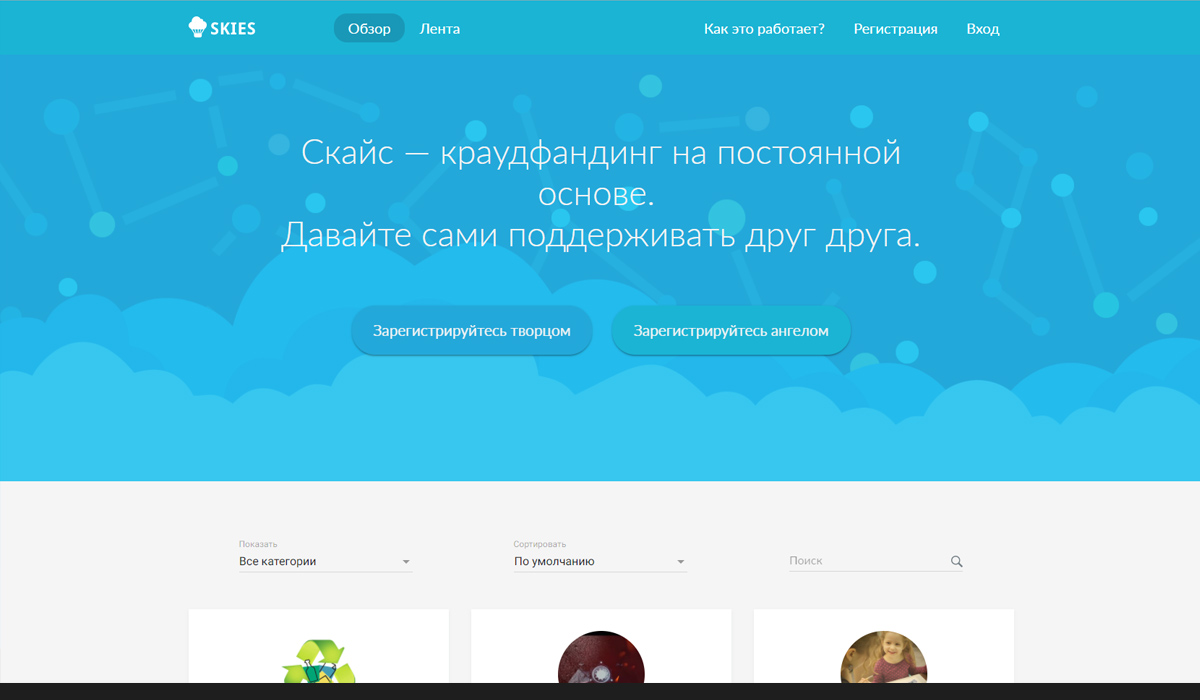 SKIES
Обзор
Лента
Как это работает?
Регистрация
Вход
Скайс — краудфандинг на постоянной
основе.
Давайте сами поддерживать друг друга.
Зарегистрируйтесь творцом
Зарегистрируйтесь ангелом
Показать
Все категории
Сортировать
По умолчанию
Поиск